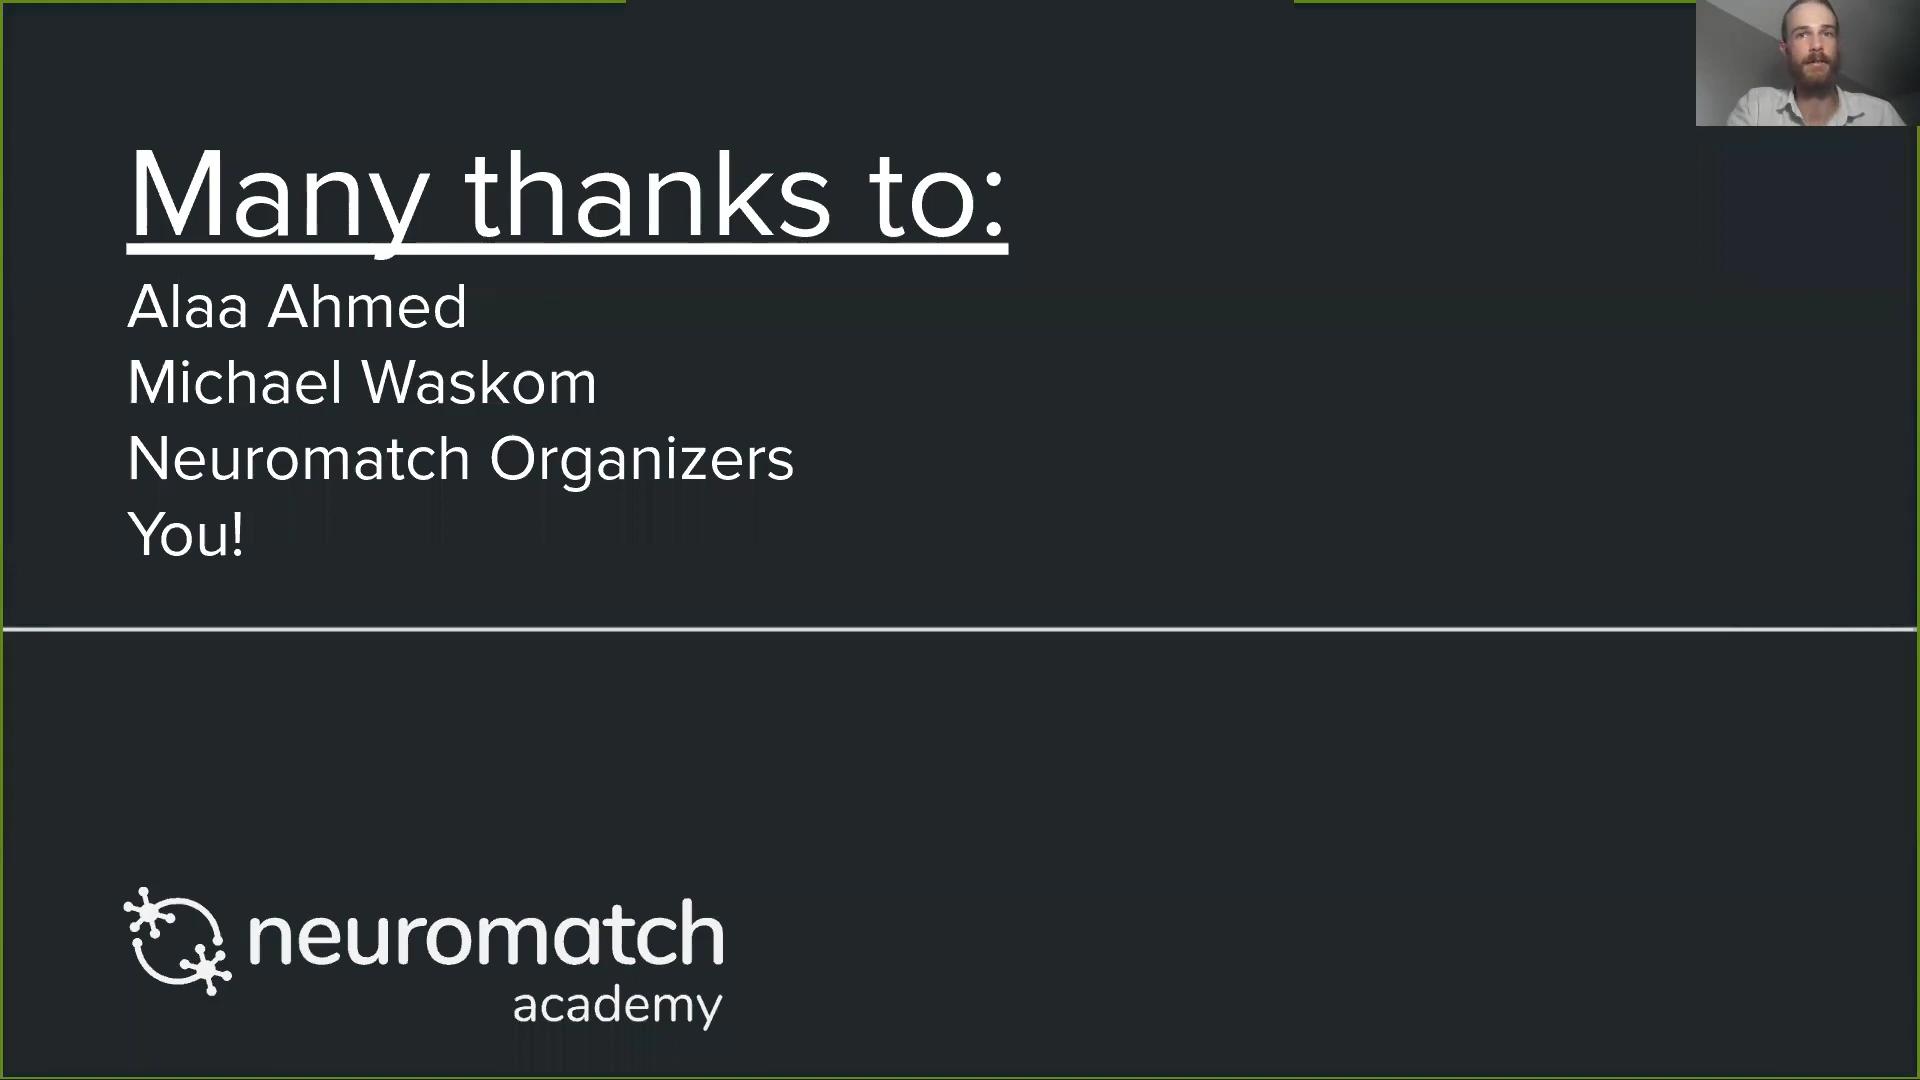 Many thanks to:
Alaa Ahmed
Michael Waskom
Neuromatch Organizers
You!
neuromatch
academy